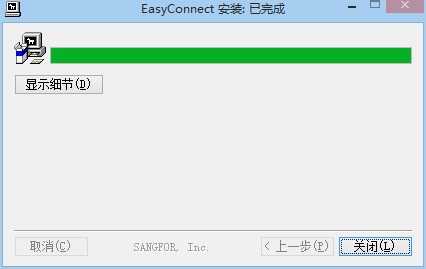 EasyConnect 安装: 已完成
显示细节(D)
取消(C)
SANGFOR, Inc.
< 上一步(P)
关闭(L)